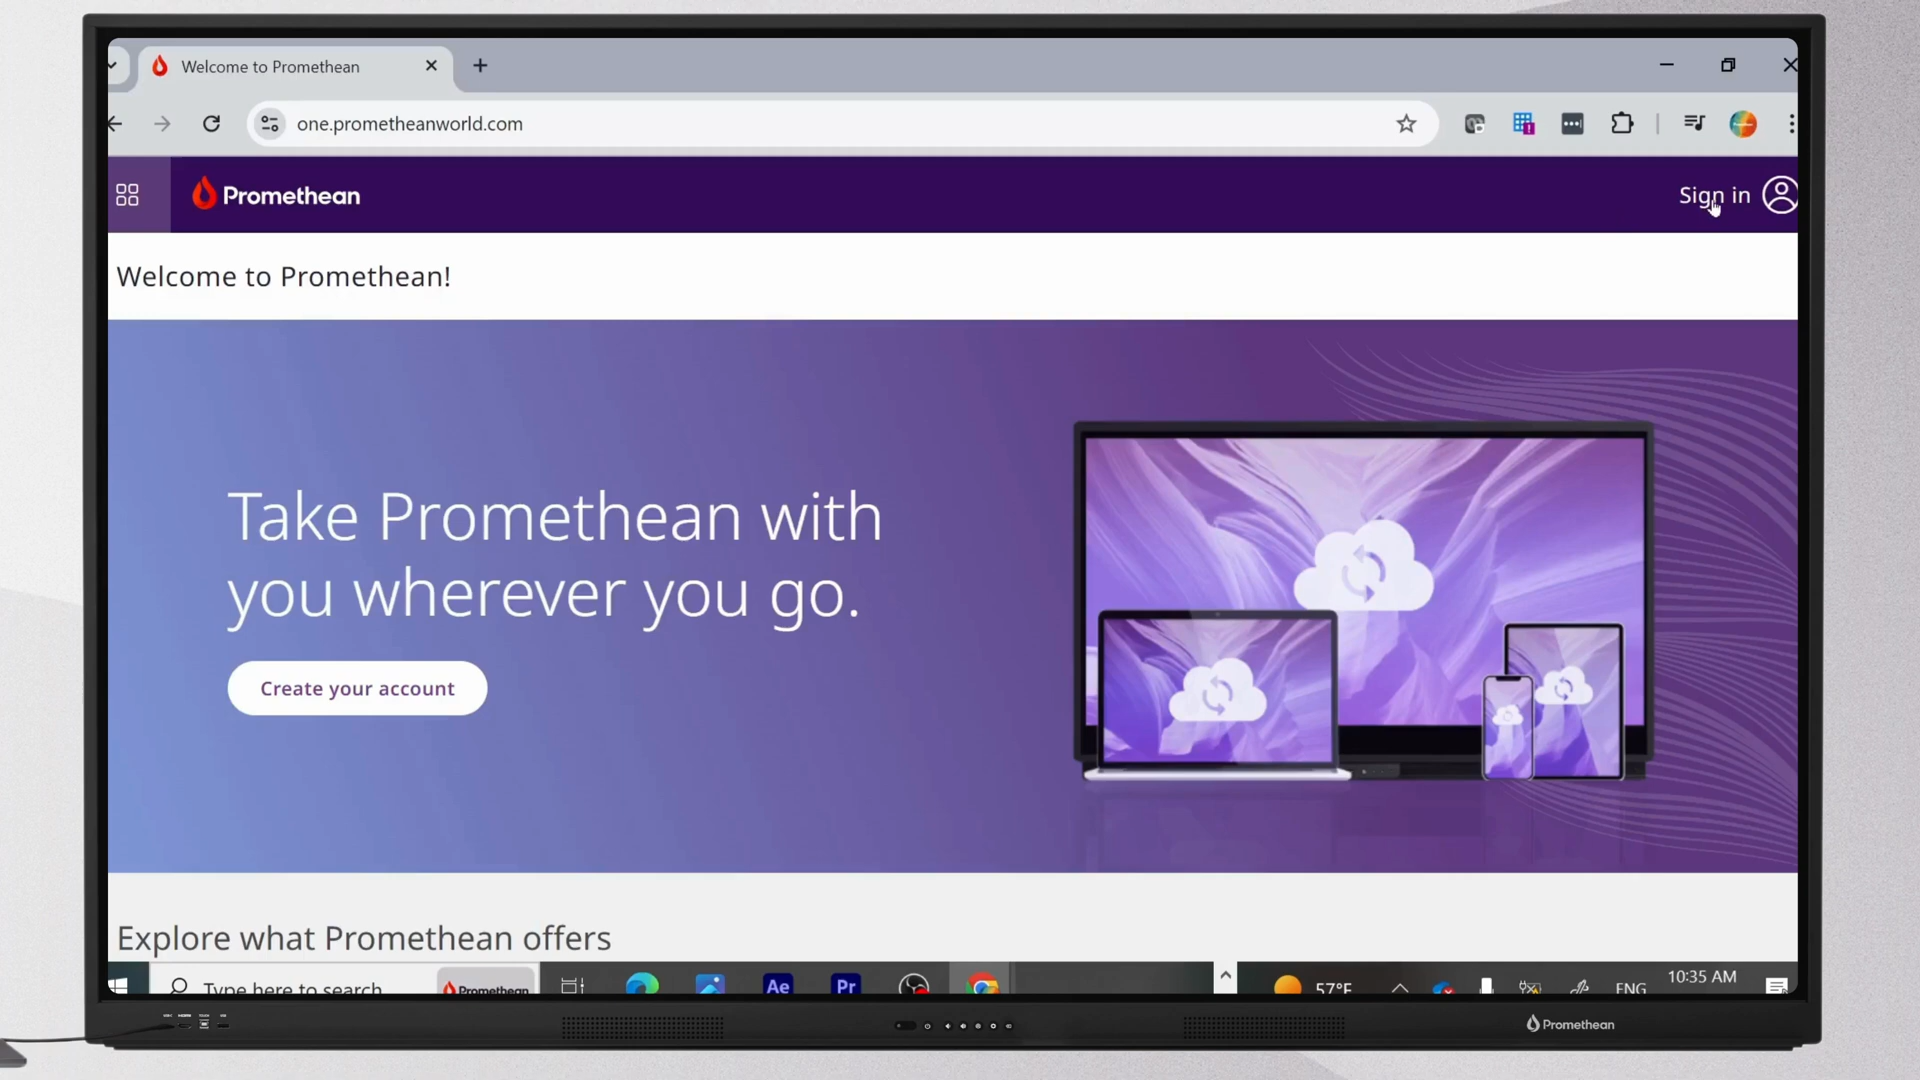 Welcome to Promethean
one.prometheanworld.com
Promethean
Sign in
Welcome to Promethean!
Take Promethean with
you wherever you go.
Create your account
Explore what Promethean offers
Type here to search
Promethean
Ae
Pr
57°F
ENG
10:35 AM
Promethean